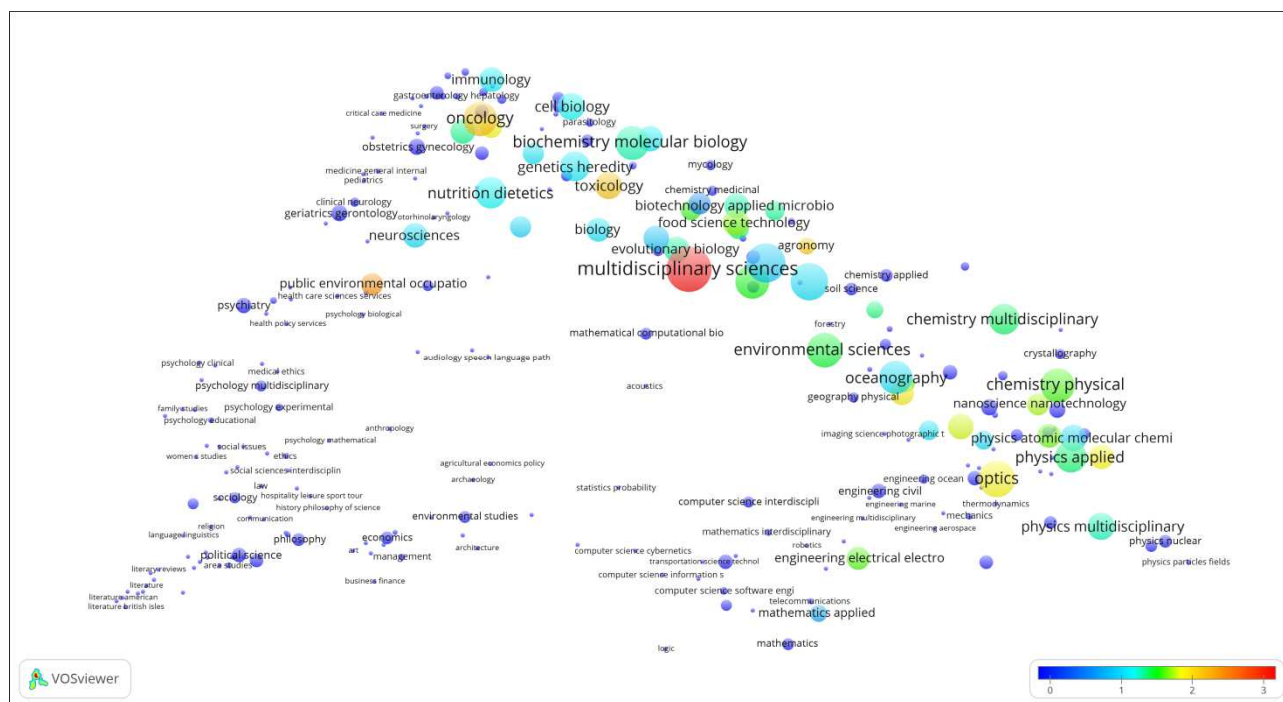 immunology
gastroenterology hepatology
cell biology
critical care medicine
oncology
parasitology
surgery
obstetrics gynecology
biochemistry molecular biology
genetics heredity
mycology
medicine general internal
pediatrics
nutrition dietetics
toxicology
chemistry medicinal
clinical neurology
geriatrics gerontology
otorhinolaryngology
biotechnology applied microbio
food science technology
neurosciences
biology
evolutionary biology
agronomy
multidisciplinary sciences
public environmental occupatio
chemistry applied
soil science
health care sciences services
psychiatry
psychology biological
health policy services
mathematical computational bio
forestry
chemistry multidisciplinary
environmental sciences
crystallography
audiology speech language path
psychology clinical
medical ethics
psychology multidisciplinary
acoustics
oceanography
chemistry physical
geography physical
nanoscience nanotechnology
family studies
psychology experimental
psychology educational
anthropology
imaging science photographic t
physics atomic molecular chemi
psychology mathematical
social issues
womens studies
ethics
physics applied
agricultural economics policy
social sciences interdisciplin
archaeology
law
statistics probability
optics
engineering ocean
engineering civil
sociology
hospitality leisure sport tour
history philosophy of science
computer science interdiscipli
engineering marine
thermodynamics
communication
environmental studies
engineering multidisciplinary
mechanics
engineering aerospace
physics multidisciplinary
religion
language linguistics
philosophy
economics
mathematics interdisciplinary
physics nuclear
art
management
architecture
computer science cybernetics
robotics
political science
area studies
transportation science technol
engineering electrical electro
physics particles fields
literary reviews
business finance
computer science information s
literature
computer science software engi
literature american
literature british isles
telecommunications
mathematics applied
logic
mathematics
VOSviewer
0 1 2 3